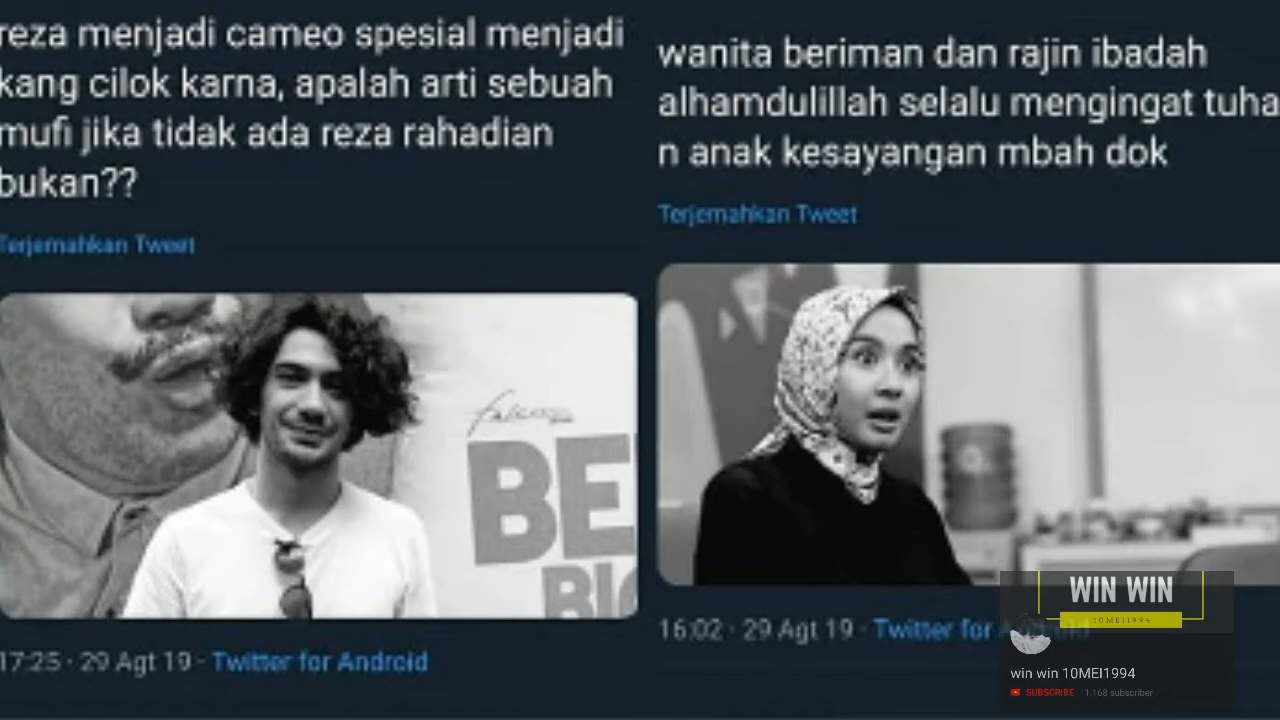 reza menjadi cameo spesial menjadi
kang cilok karna, apalah arti sebuah
mufi jika tidak ada reza rahadian
bukan??
Terjemahkan Tweet
BE
BIG
17:25 · 29 Agt 19 · Twitter for Android
wanita beriman dan rajin ibadah
alhamdulillah selalu mengingat tuha
n anak kesayangan mbah dok
Terjemahkan Tweet
16:02 · 29 Agt 19 · Twitter for Android
WIN WIN
10MEI1994
win win 10MEI1994
SUBSCRIBE 1.168 subscriber